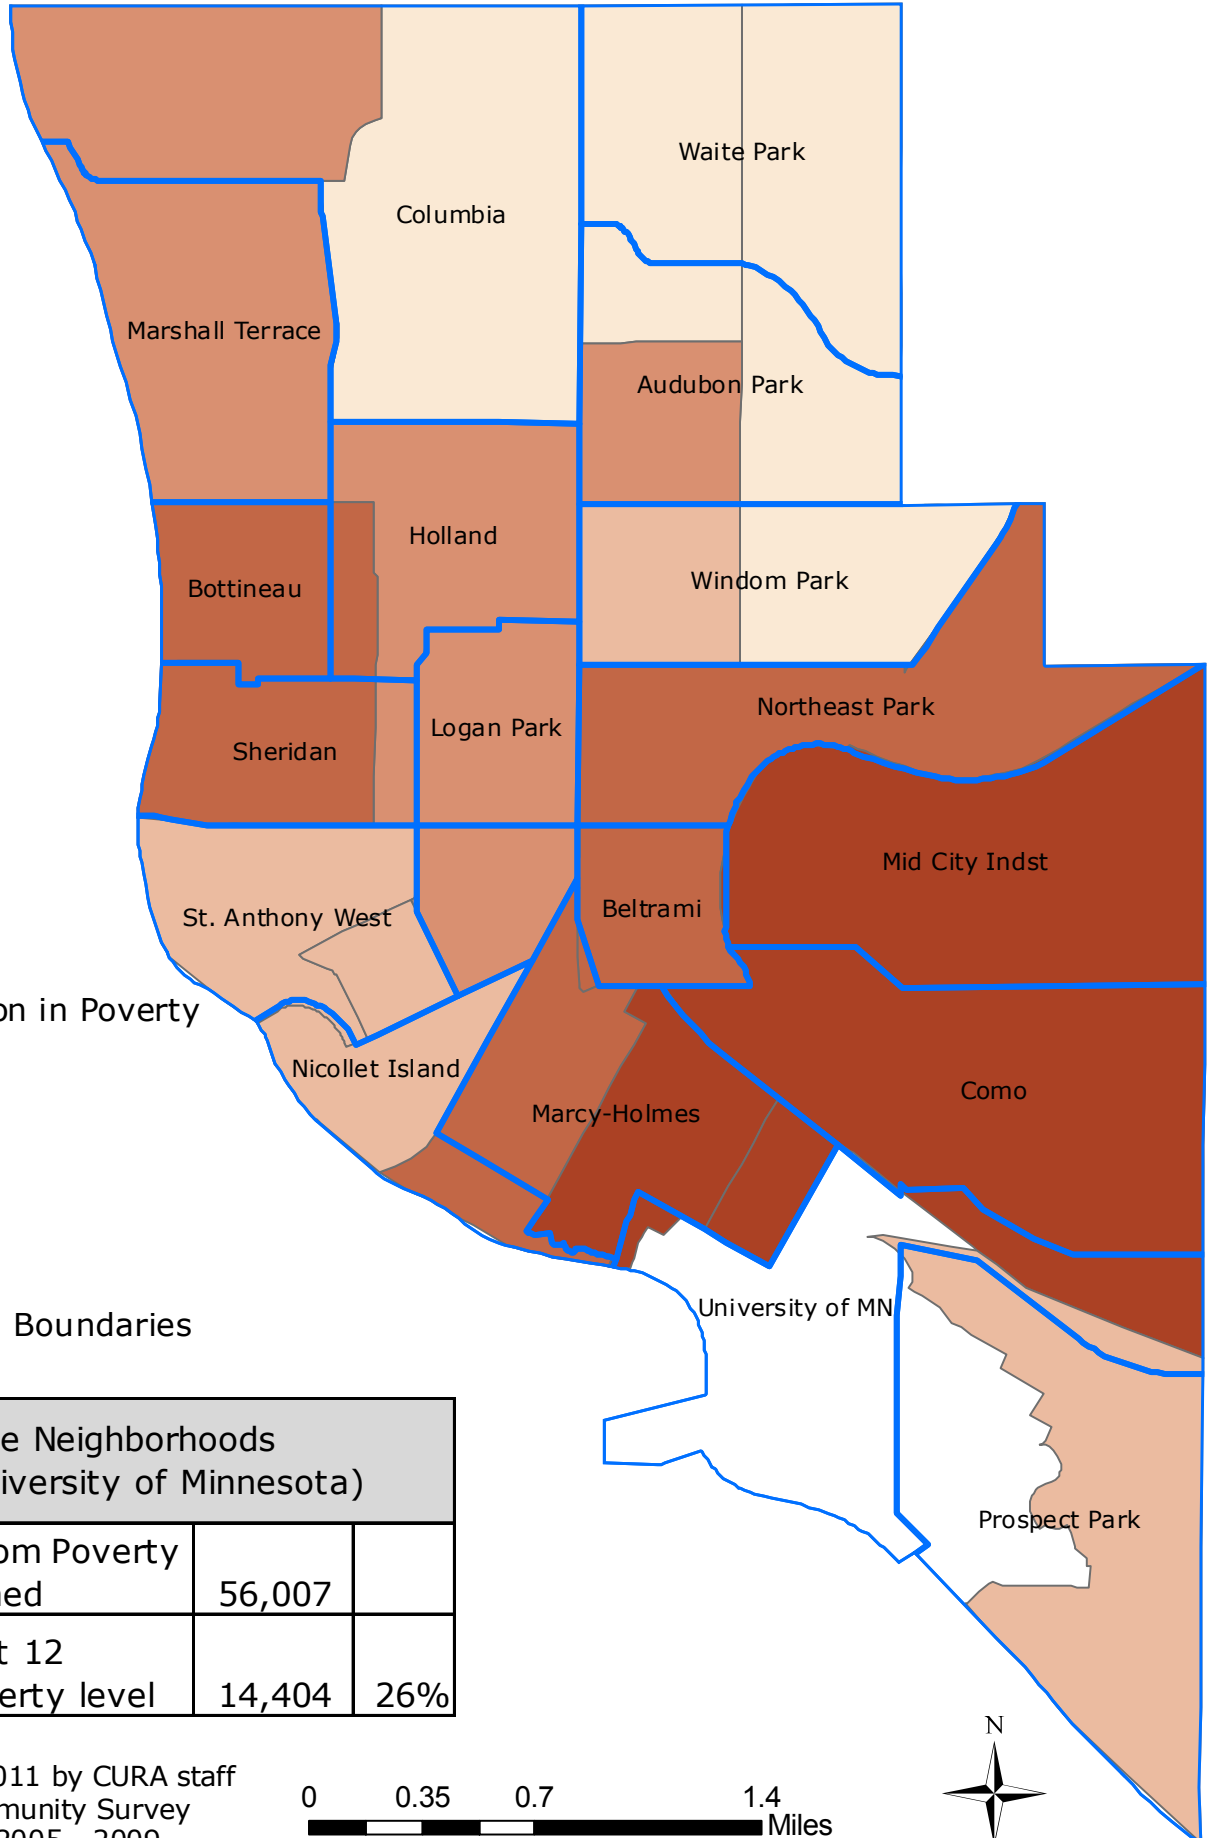 Waite Park
Columbia
Marshall Terrace
Audubon Park
Holland
Windom Park
Bottineau
Northeast Park
Logan Park
Sheridan
Mid City Indst
Beltrami
St. Anthony West
on in Poverty
Nicollet Island
Como
Marcy-Holmes
University of MN
Boundaries
e Neighborhoods
iversity of Minnesota)
Prospect Park
om Poverty
ned 56,007
t 12
erty level 14,404 26%
N
011 by CURA staff
munity Survey
2005 - 2009
0 0.35 0.7 1.4
Miles